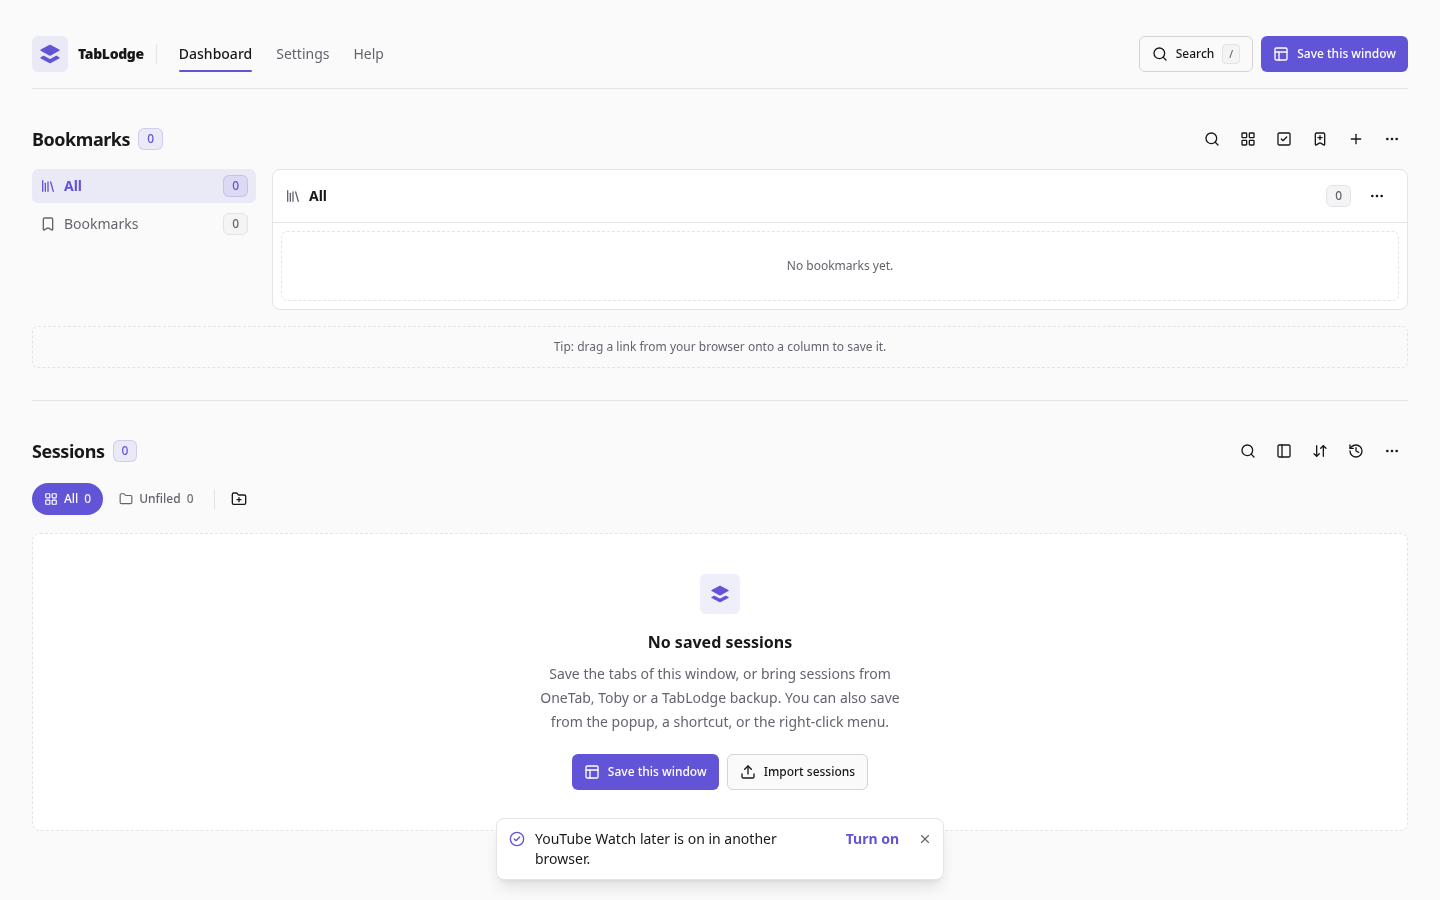 TabLodge
Dashboard
Settings
Help
Search /
Save this window
Bookmarks 0
All 0
Bookmarks 0
All 0
No bookmarks yet.
Tip: drag a link from your browser onto a column to save it.
Sessions 0
All 0
Unfiled 0
No saved sessions
Save the tabs of this window, or bring sessions from
OneTab, Toby or a TabLodge backup. You can also save
from the popup, a shortcut, or the right-click menu.
Save this window
Import sessions
YouTube Watch later is on in another
browser.
Turn on